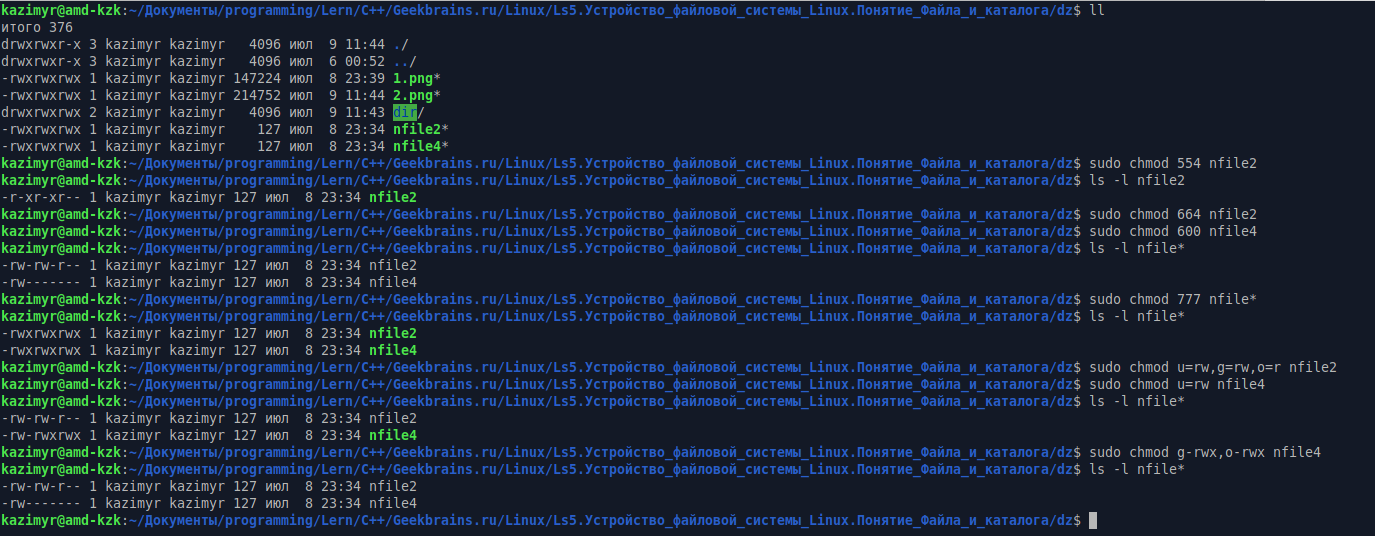 kazimyr@amd-kzk:~/Документы/programming/Lern/C++/Geekbrains.ru/Linux/Ls5.Устройство_файловой_системы_Linux.Понятие_Файла_и_каталога/dz$ ll
итого 376
drwxrwxr-x 3 kazimyr kazimyr   4096 июл  9 11:44 ./
drwxrwxr-x 3 kazimyr kazimyr   4096 июл  6 00:52 ../
-rwxrwxrwx 1 kazimyr kazimyr 147224 июл  8 23:39 1.png*
-rwxrwxrwx 1 kazimyr kazimyr 214752 июл  9 11:44 2.png*
drwxrwxrwx 2 kazimyr kazimyr   4096 июл  9 11:43 dir/
-rwxrwxrwx 1 kazimyr kazimyr    127 июл  8 23:34 nfile2*
-rwxrwxrwx 1 kazimyr kazimyr    127 июл  8 23:34 nfile4*
kazimyr@amd-kzk:~/Документы/programming/Lern/C++/Geekbrains.ru/Linux/Ls5.Устройство_файловой_системы_Linux.Понятие_Файла_и_каталога/dz$ sudo chmod 554 nfile2
kazimyr@amd-kzk:~/Документы/programming/Lern/C++/Geekbrains.ru/Linux/Ls5.Устройство_файловой_системы_Linux.Понятие_Файла_и_каталога/dz$ ls -l nfile2
-r-xr-xr-- 1 kazimyr kazimyr 127 июл  8 23:34 nfile2
kazimyr@amd-kzk:~/Документы/programming/Lern/C++/Geekbrains.ru/Linux/Ls5.Устройство_файловой_системы_Linux.Понятие_Файла_и_каталога/dz$ sudo chmod 664 nfile2
kazimyr@amd-kzk:~/Документы/programming/Lern/C++/Geekbrains.ru/Linux/Ls5.Устройство_файловой_системы_Linux.Понятие_Файла_и_каталога/dz$ sudo chmod 600 nfile4
kazimyr@amd-kzk:~/Документы/programming/Lern/C++/Geekbrains.ru/Linux/Ls5.Устройство_файловой_системы_Linux.Понятие_Файла_и_каталога/dz$ ls -l nfile*
-rw-rw-r-- 1 kazimyr kazimyr 127 июл  8 23:34 nfile2
-rw------- 1 kazimyr kazimyr 127 июл  8 23:34 nfile4
kazimyr@amd-kzk:~/Документы/programming/Lern/C++/Geekbrains.ru/Linux/Ls5.Устройство_файловой_системы_Linux.Понятие_Файла_и_каталога/dz$ sudo chmod 777 nfile*
kazimyr@amd-kzk:~/Документы/programming/Lern/C++/Geekbrains.ru/Linux/Ls5.Устройство_файловой_системы_Linux.Понятие_Файла_и_каталога/dz$ ls -l nfile*
-rwxrwxrwx 1 kazimyr kazimyr 127 июл  8 23:34 nfile2
-rwxrwxrwx 1 kazimyr kazimyr 127 июл  8 23:34 nfile4
kazimyr@amd-kzk:~/Документы/programming/Lern/C++/Geekbrains.ru/Linux/Ls5.Устройство_файловой_системы_Linux.Понятие_Файла_и_каталога/dz$ sudo chmod u=rw,g=rw,o=r nfile2
kazimyr@amd-kzk:~/Документы/programming/Lern/C++/Geekbrains.ru/Linux/Ls5.Устройство_файловой_системы_Linux.Понятие_Файла_и_каталога/dz$ sudo chmod u=rw nfile4
kazimyr@amd-kzk:~/Документы/programming/Lern/C++/Geekbrains.ru/Linux/Ls5.Устройство_файловой_системы_Linux.Понятие_Файла_и_каталога/dz$ ls -l nfile*
-rw-rw-r-- 1 kazimyr kazimyr 127 июл  8 23:34 nfile2
-rw-rwxrwx 1 kazimyr kazimyr 127 июл  8 23:34 nfile4
kazimyr@amd-kzk:~/Документы/programming/Lern/C++/Geekbrains.ru/Linux/Ls5.Устройство_файловой_системы_Linux.Понятие_Файла_и_каталога/dz$ sudo chmod g-rwx,o-rwx nfile4
kazimyr@amd-kzk:~/Документы/programming/Lern/C++/Geekbrains.ru/Linux/Ls5.Устройство_файловой_системы_Linux.Понятие_Файла_и_каталога/dz$ ls -l nfile*
-rw-rw-r-- 1 kazimyr kazimyr 127 июл  8 23:34 nfile2
-rw------- 1 kazimyr kazimyr 127 июл  8 23:34 nfile4
kazimyr@amd-kzk:~/Документы/programming/Lern/C++/Geekbrains.ru/Linux/Ls5.Устройство_файловой_системы_Linux.Понятие_Файла_и_каталога/dz$